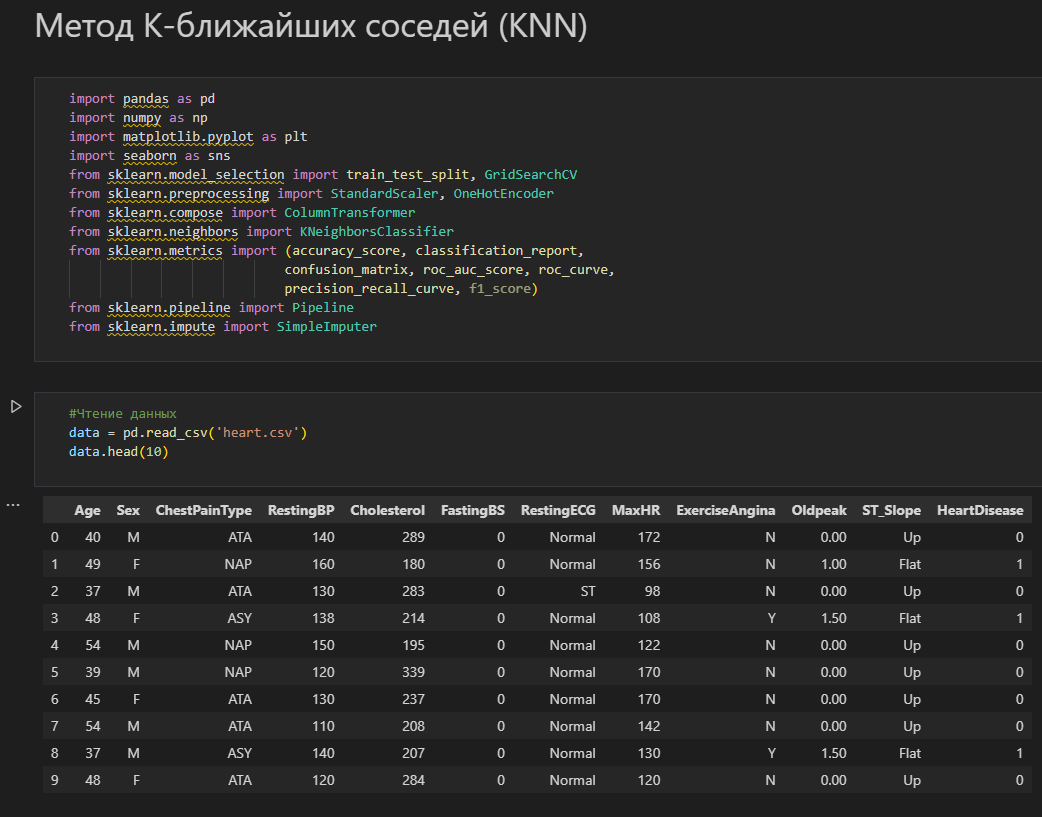 Метод К-ближайших соседей (KNN)
import pandas as pd
import numpy as np
import matplotlib.pyplot as plt
import seaborn as sns
from sklearn.model_selection import train_test_split, GridSearchCV
from sklearn.preprocessing import StandardScaler, OneHotEncoder
from sklearn.compose import ColumnTransformer
from sklearn.neighbors import KNeighborsClassifier
from sklearn.metrics import (accuracy_score, classification_report,
confusion_matrix, roc_auc_score, roc_curve,
precision_recall_curve, f1_score)
from sklearn.pipeline import Pipeline
from sklearn.impute import SimpleImputer
#Чтение данных
data = pd.read_csv('heart.csv')
data.head(10)
Age Sex ChestPainType RestingBP Cholesterol FastingBS RestingECG MaxHR ExerciseAngina Oldpeak ST_Slope HeartDisease
0 40 M ATA 140 289 0 Normal 172 N 0.00 Up 0
1 49 F NAP 160 180 0 Normal 156 N 1.00 Flat 1
2 37 M ATA 130 283 0 ST 98 N 0.00 Up 0
3 48 F ASY 138 214 0 Normal 108 Y 1.50 Flat 1
4 54 M NAP 150 195 0 Normal 122 N 0.00 Up 0
5 39 M NAP 120 339 0 Normal 170 N 0.00 Up 0
6 45 F ATA 130 237 0 Normal 170 N 0.00 Up 0
7 54 M ATA 110 208 0 Normal 142 N 0.00 Up 0
8 37 M ASY 140 207 0 Normal 130 Y 1.50 Flat 1
9 48 F ATA 120 284 0 Normal 120 N 0.00 Up 0